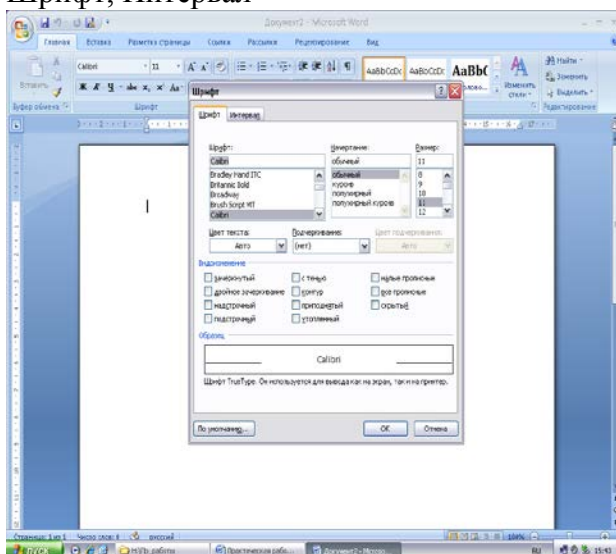 Шрифт, Интервал
Документ2 - Microsoft Word
Главная Вставка Разметка страницы Ссылки Рассылки Рецензирование Вид
Calibri 11 Найти
Вставить Ж К Ч AaBbCcDc AaBbCcDc AaBbC Изменить стили Заменить
Выделить
Буфер обмена Шрифт Редактирование
Шрифт
Шрифт Интервал
Шрифт: Начертание: Размер:
Calibri обычный 11
Bradley Hand ITC обычный 8
Britannic Bold курсив 9
Broadway полужирный 10
Brush Script MT полужирный курсив 11
Calibri 12
Цвет текста: Подчеркивание: Цвет подчеркивания:
Авто (нет) Авто
Видоизменение
зачеркнутый с тенью малые прописные
двойное зачеркивание контур все прописные
надстрочный приподнятый скрытый
подстрочный утопленный
Образец
Calibri
Шрифт TrueType. Он используется для вывода как на экран, так и на принтер.
По умолчанию... ОК Отмена
Страница: 1 из 1 Число слов: 0 русский 100%
пуск Документ2 - Microso... RU